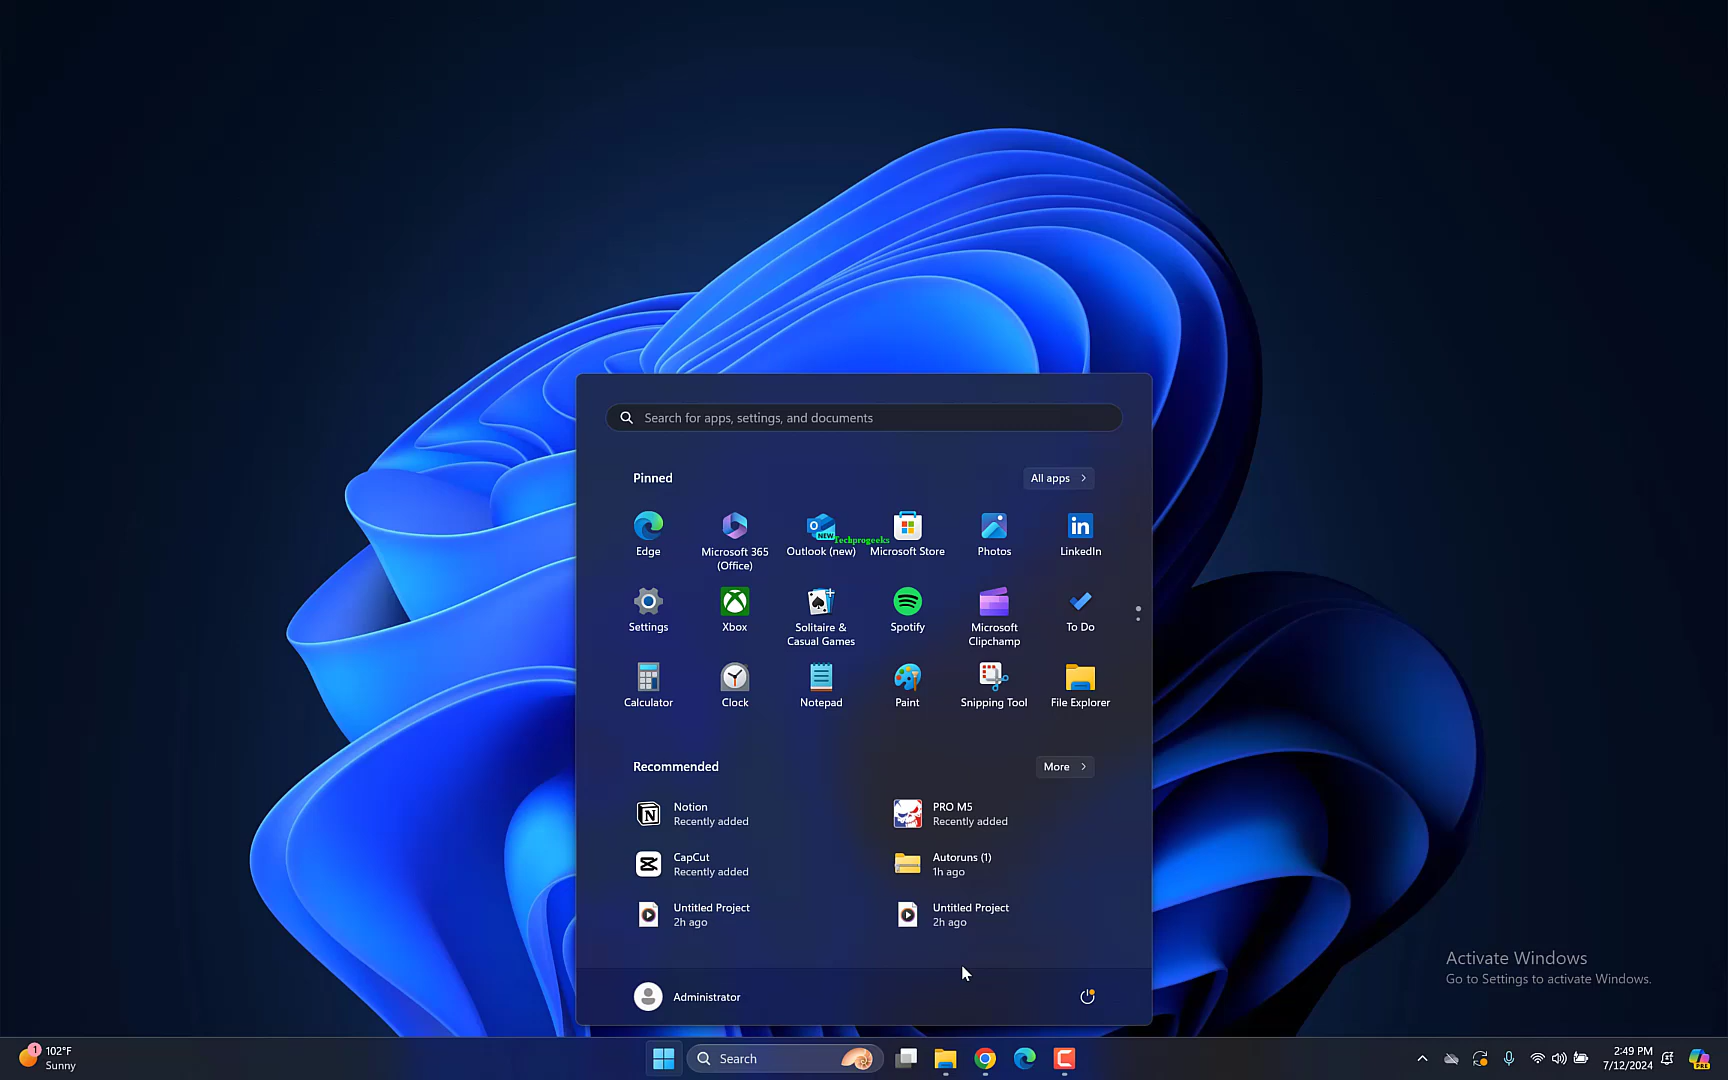 Search for apps, settings, and documents
Pinned
All apps
Edge
Microsoft 365
(Office)
Outlook (new)
NEW
Techprogeeks
Microsoft Store
Photos
LinkedIn
Settings
Xbox
Solitaire &
Casual Games
Spotify
Microsoft
Clipchamp
To Do
Calculator
Clock
Notepad
Paint
Snipping Tool
File Explorer
Recommended
More
Notion
Recently added
PRO M5
Recently added
CapCut
Recently added
Autoruns (1)
1h ago
Untitled Project
2h ago
Untitled Project
2h ago
Activate Windows
Go to Settings to activate Windows.
Administrator
1
102°F
Sunny
Search
2:49 PM
7/12/2024
PRE